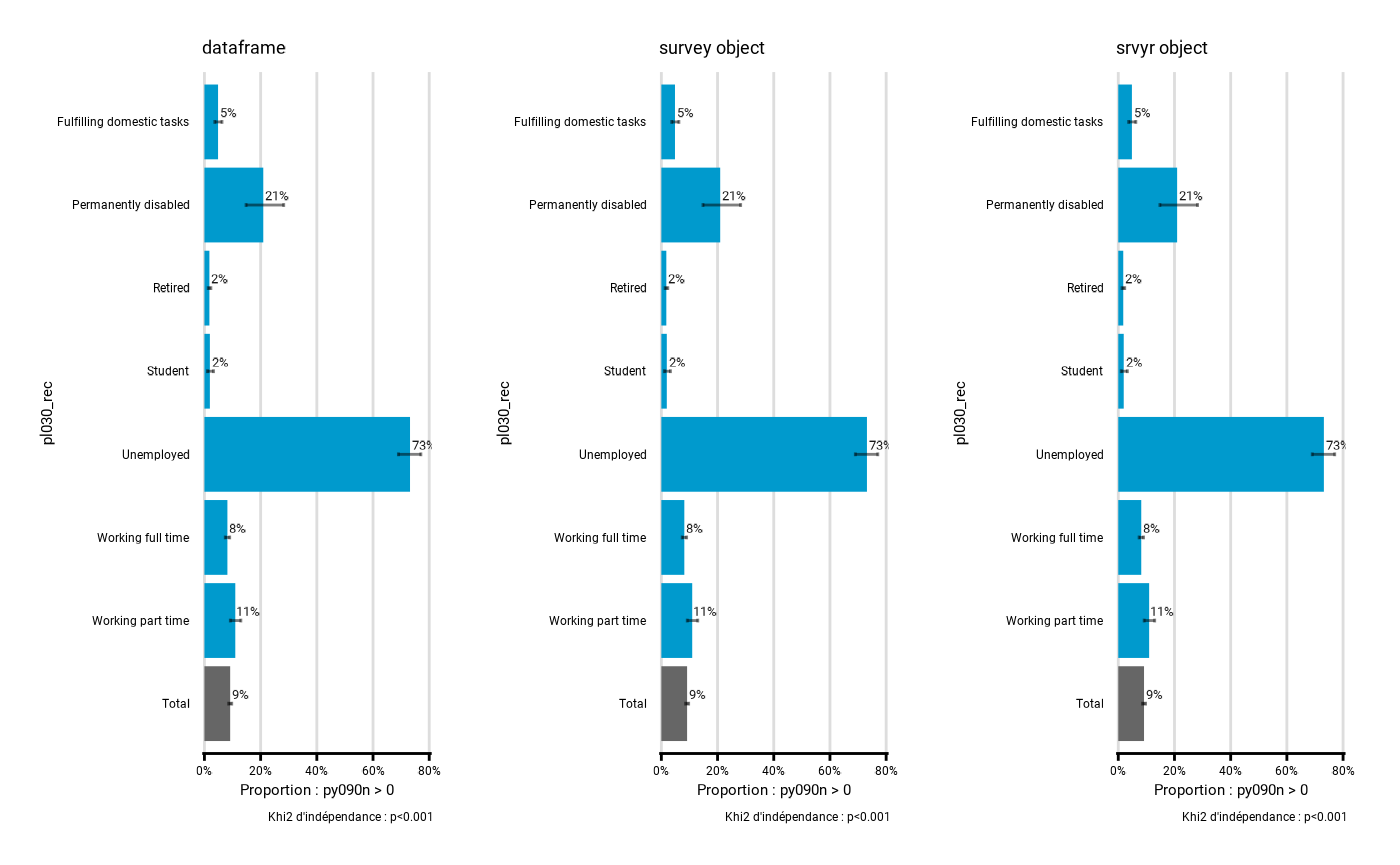 dataframe
Fulfilling domestic tasks
5%
Permanently disabled
21%
Retired
2%
Student
2%
Unemployed
73%
Working full time
8%
Working part time
11%
Total
9%
pl030_rec
0% 20% 40% 60% 80%
Proportion : py090n > 0
Khi2 d'indépendance : p<0.001
survey object
Fulfilling domestic tasks
5%
Permanently disabled
21%
Retired
2%
Student
2%
Unemployed
73%
Working full time
8%
Working part time
11%
Total
9%
pl030_rec
0% 20% 40% 60% 80%
Proportion : py090n > 0
Khi2 d'indépendance : p<0.001
srvyr object
Fulfilling domestic tasks
5%
Permanently disabled
21%
Retired
2%
Student
2%
Unemployed
73%
Working full time
8%
Working part time
11%
Total
9%
pl030_rec
0% 20% 40% 60% 80%
Proportion : py090n > 0
Khi2 d'indépendance : p<0.001